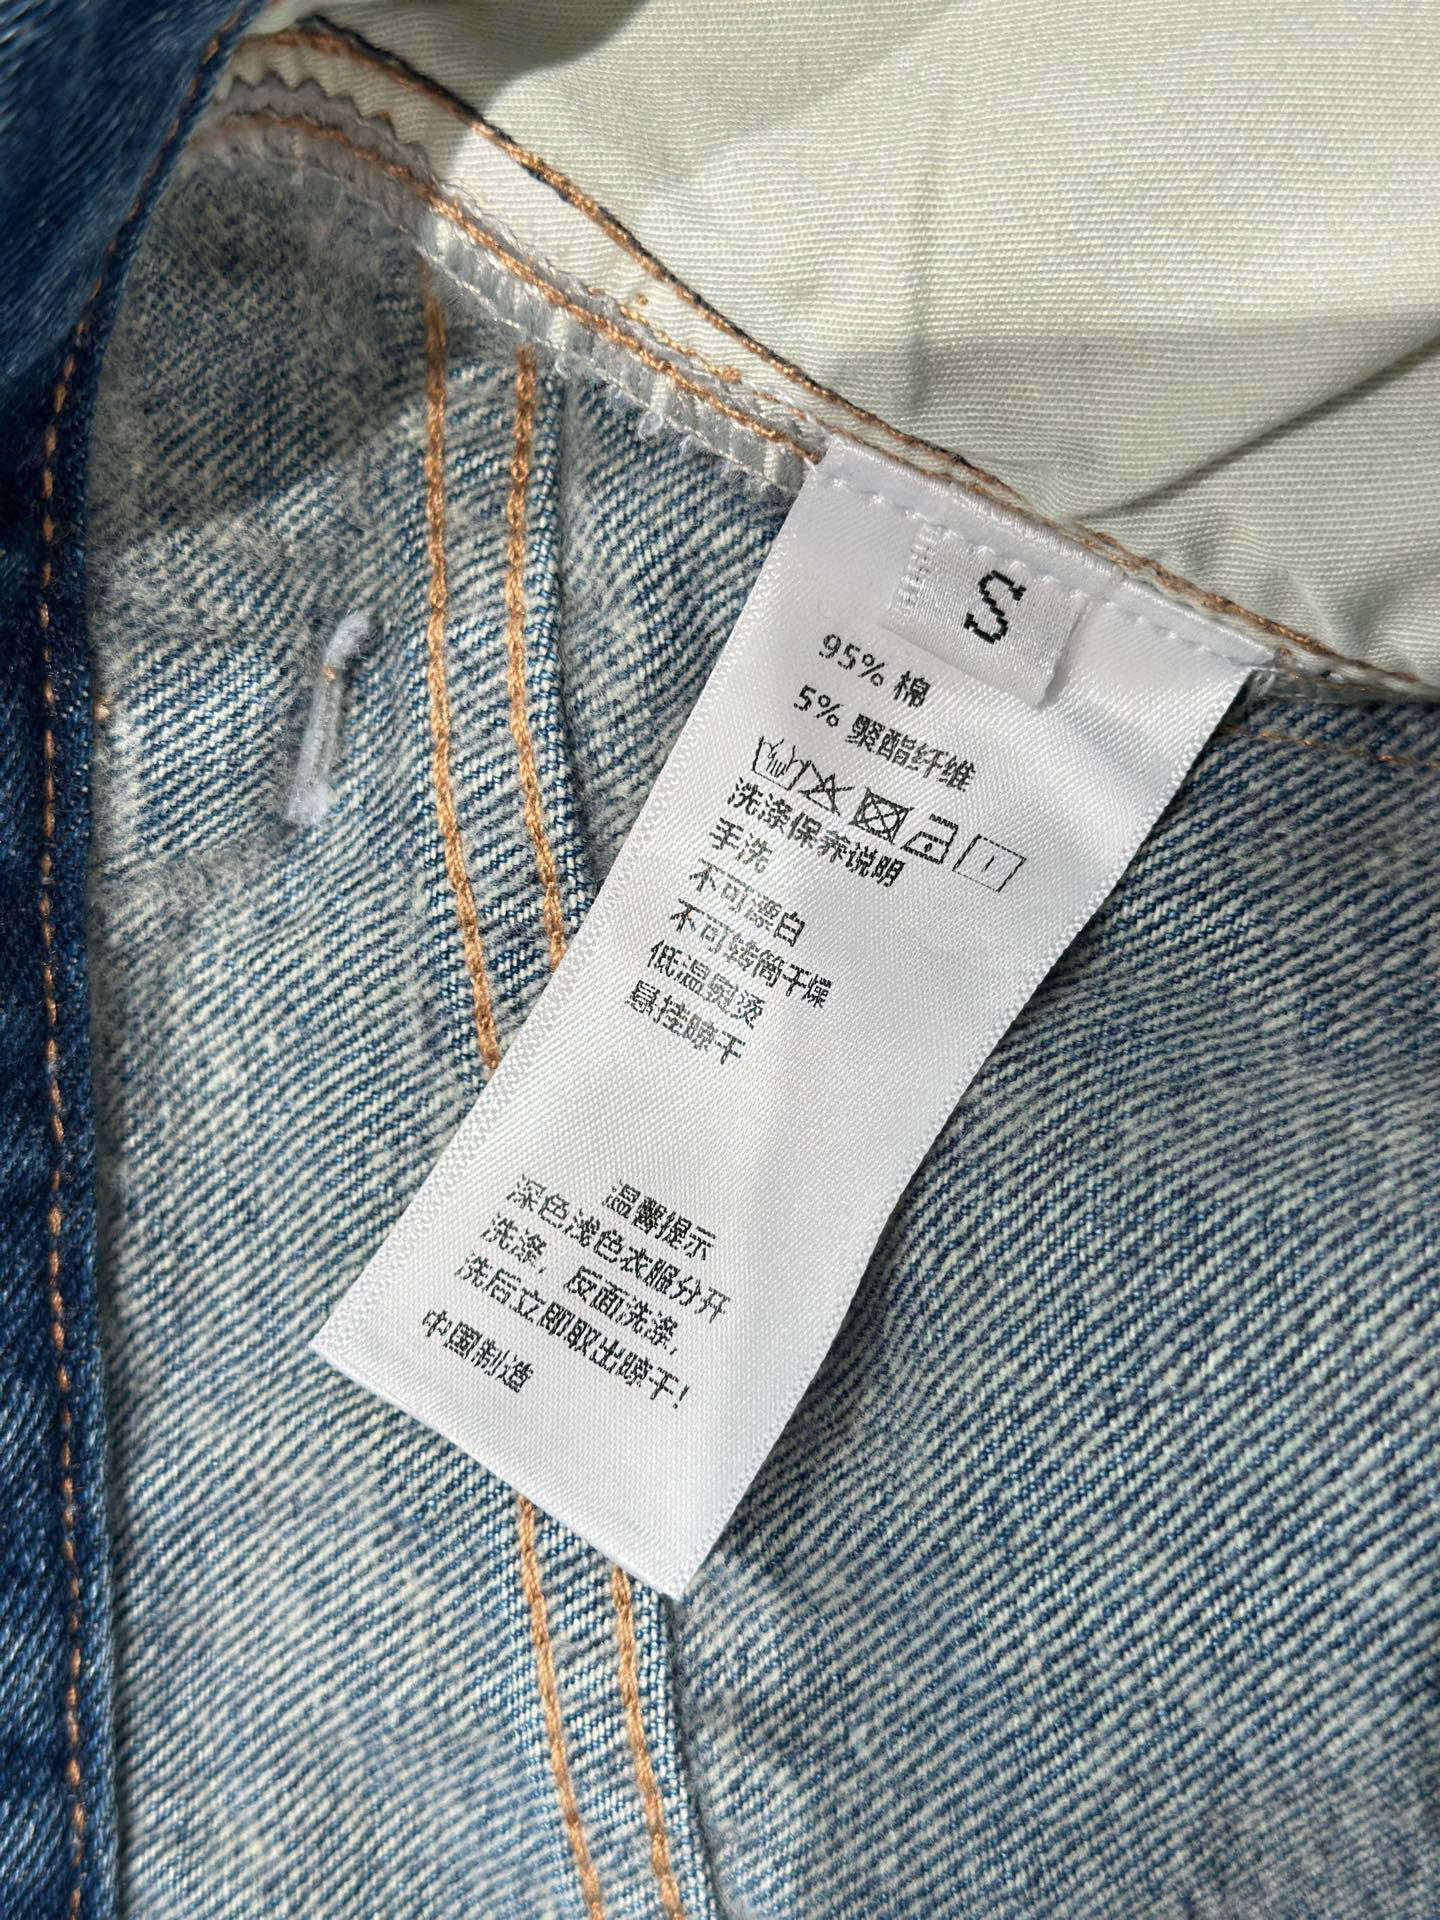 S
95% 棉
5% 聚酯纤维
洗涤保养说明
手洗
不可漂白
不可转筒干燥
低温熨烫
悬挂晾干
温馨提示
深色浅色衣服分开
洗涤，反面洗涤，
洗后立即取出晾干！
中国制造